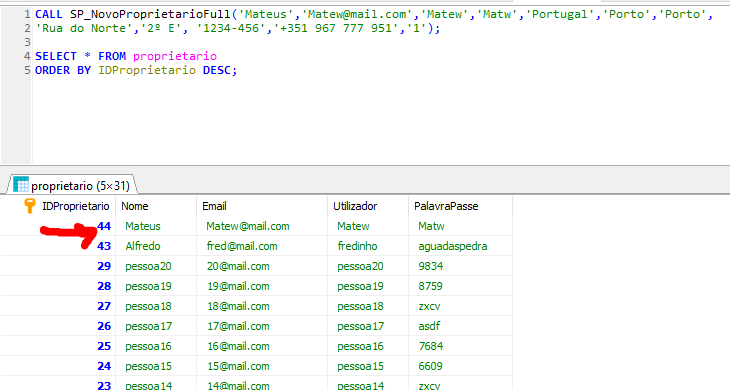 1 CALL SP_NovoProprietarioFull('Mateus','Matew@mail.com','Matew','Matw','Portugal','Porto','Porto',
2 'Rua do Norte','2º E', '1234-456','+351 967 777 951','1');
3
4 SELECT * FROM proprietario
5 ORDER BY IDProprietario DESC;
proprietario (5×31)
IDProprietario Nome Email Utilizador PalavraPasse
44 Mateus Matew@mail.com Matew Matw
43 Alfredo fred@mail.com fredinho aguadaspedra
29 pessoa20 20@mail.com pessoa20 9834
28 pessoa19 19@mail.com pessoa19 8759
27 pessoa18 18@mail.com pessoa18 zxcv
26 pessoa17 17@mail.com pessoa17 asdf
25 pessoa16 16@mail.com pessoa16 7684
24 pessoa15 15@mail.com pessoa15 6609
23 pessoa14 14@mail.com pessoa14 zxcv